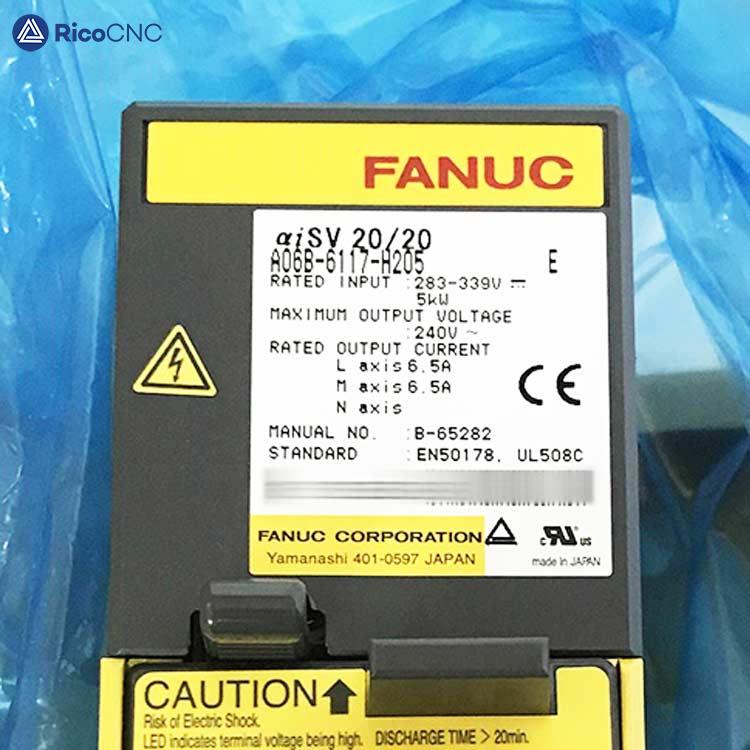 RicoCNC
FANUC
αiSV 20/20
A06B-6117-H205 E
RATED INPUT :283-339V ⎓
5kW
MAXIMUM OUTPUT VOLTAGE
:240V ~
RATED OUTPUT CURRENT
L axis 6.5A
M axis 6.5A
N axis
CE
MANUAL NO. :B-65282
STANDARD :EN50178, UL508C
FANUC CORPORATION
Yamanashi 401-0597 JAPAN
c RU us
made in JAPAN
CAUTION
Risk of Electric Shock.
LED indicates terminal voltage being high. DISCHARGE TIME > 20min.